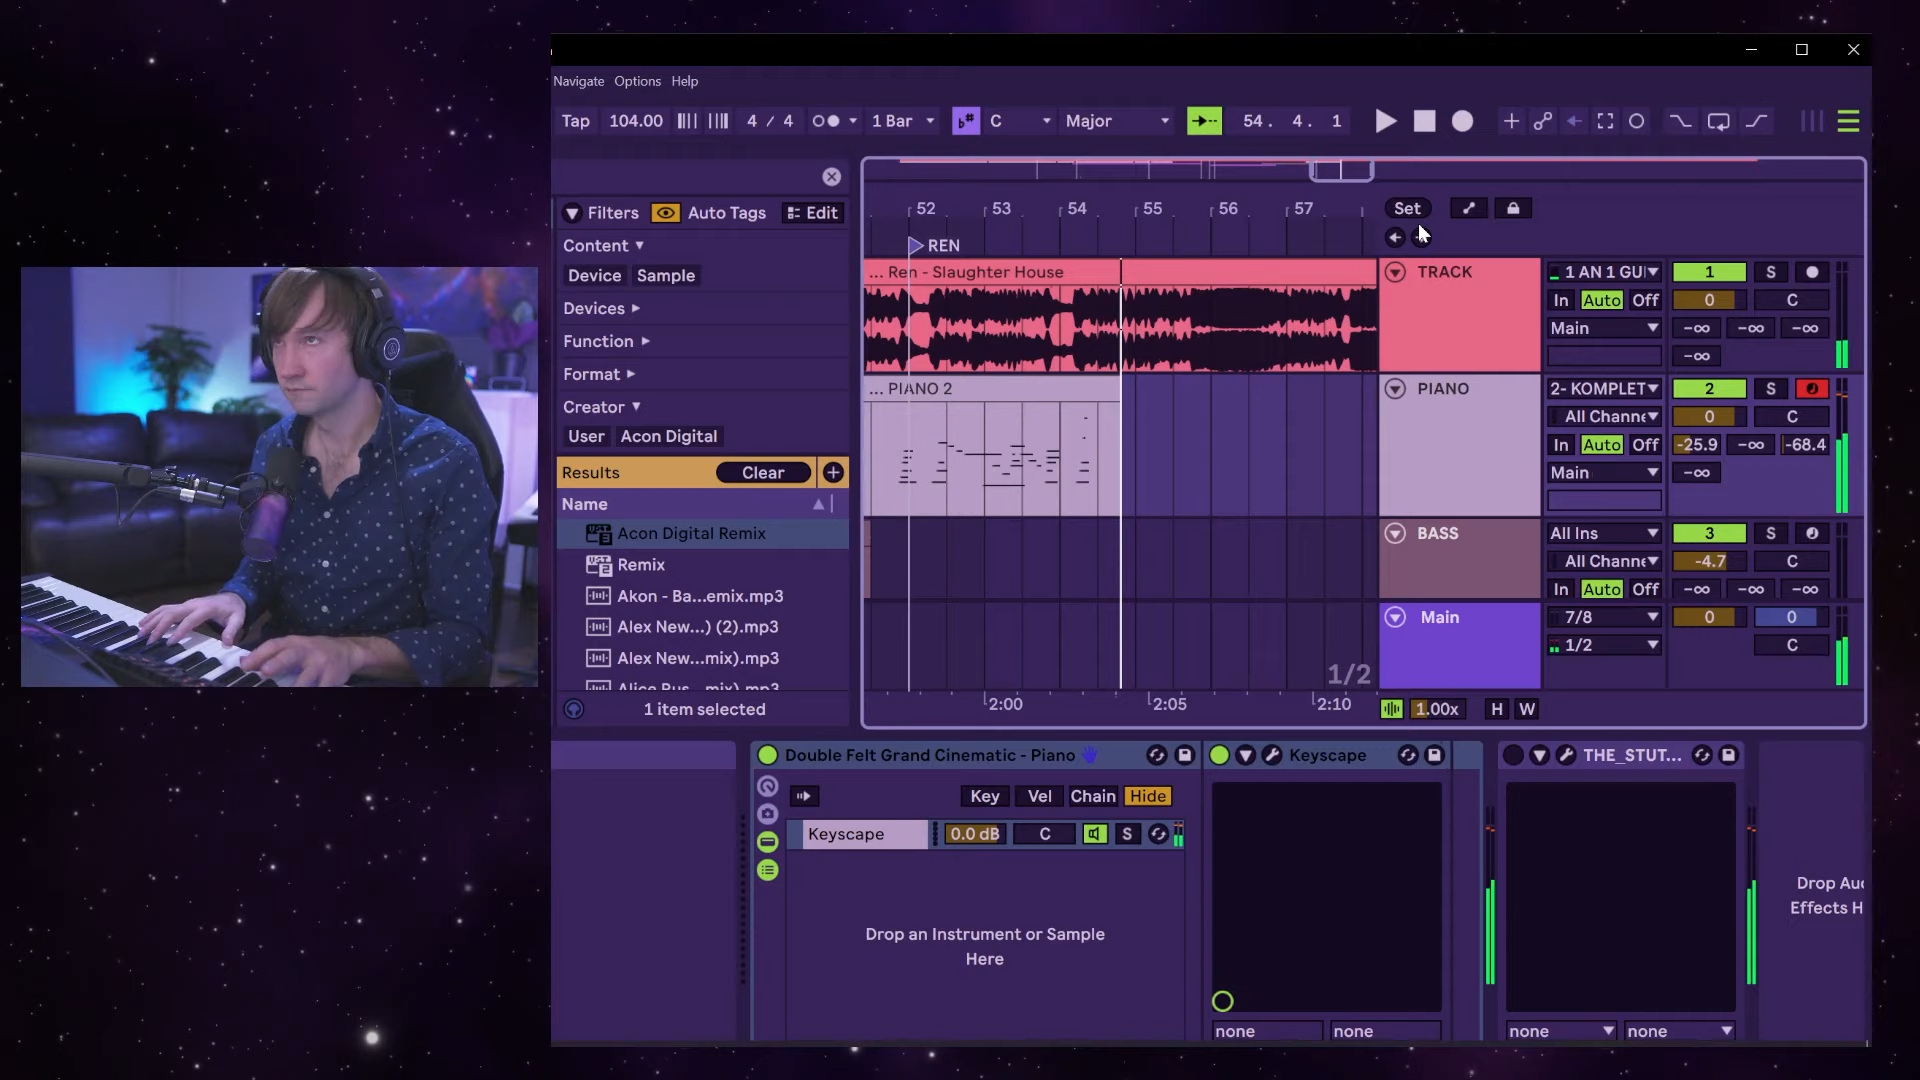 Navigate Options Help
Tap 104.00 4 / 4 1 Bar C Major 54. 4. 1
Filters Auto Tags Edit
Content
Device Sample
Devices
Function
Format
Creator
User Acon Digital
Results Clear
Name
Acon Digital Remix
Remix
Akon - Ba...emix.mp3
Alex New...) (2).mp3
Alex New...mix).mp3
Alice Rus... mix).mp3
1 item selected
52 53 54 55 56 57
Set
REN
... Ren - Slaughter House
... PIANO 2
1/2
2:00 2:05 2:10
TRACK 1 AN 1 GUI 1 S
In Auto Off 0 C
Main -∞ -∞ -∞
-∞
PIANO 2- KOMPLET 2 S
All Channe 0 C
In Auto Off -25.9 -∞ -68.4
Main -∞
BASS All Ins 3 S
All Channe -4.7 C
In Auto Off -∞ -∞ -∞
Main 7/8 0 0
1/2 C
1.00x H W
Double Felt Grand Cinematic - Piano
Key Vel Chain Hide
Keyscape 0.0 dB C S
Drop an Instrument or Sample
Here
Keyscape
none none
THE_STUT...
none none
Drop Au
Effects H